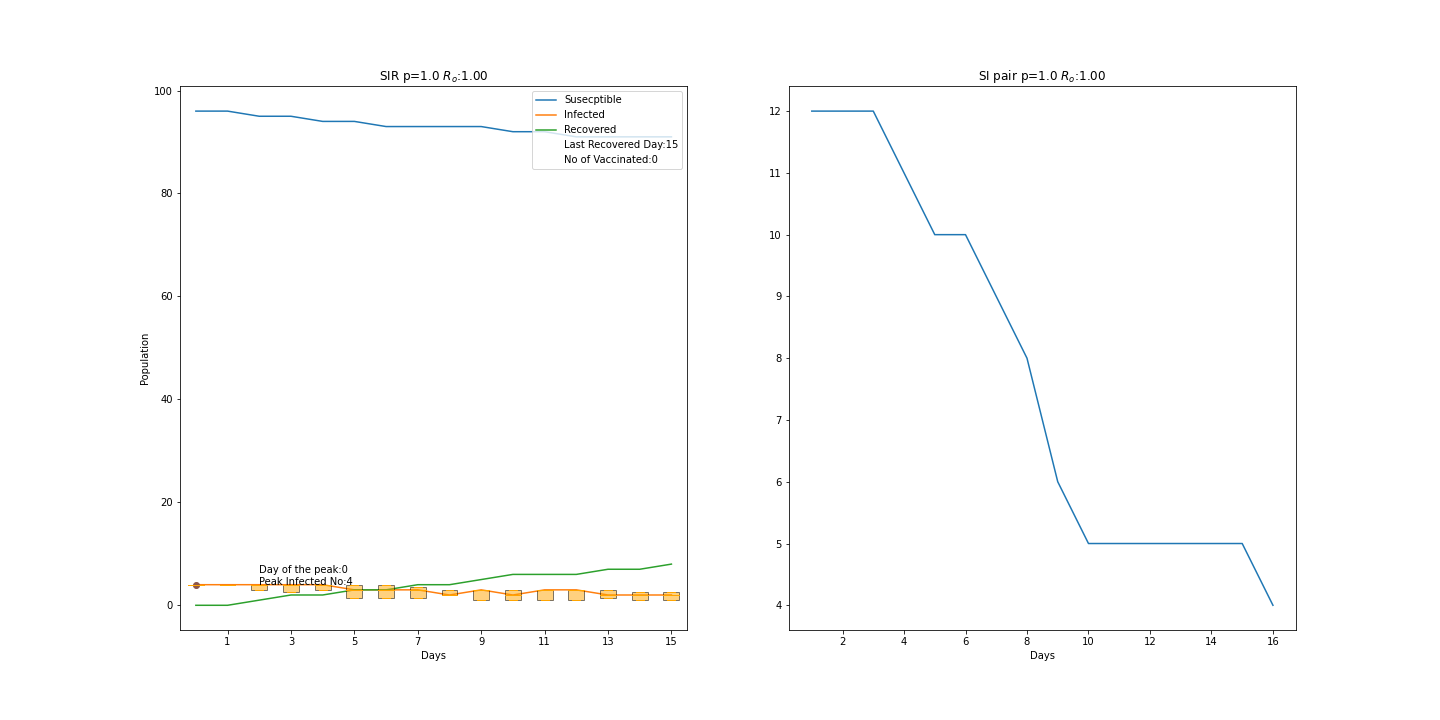 SIR p=1.0 Rₒ:1.00
100
80
60
40
20
0
Population
Susecptible
Infected
Recovered
Last Recovered Day:15
No of Vaccinated:0
Day of the peak:0
Peak Infected No:4
1 3 5 7 9 11 13 15
Days
SI pair p=1.0 Rₒ:1.00
12
11
10
9
8
7
6
5
4
2 4 6 8 10 12 14 16
Days